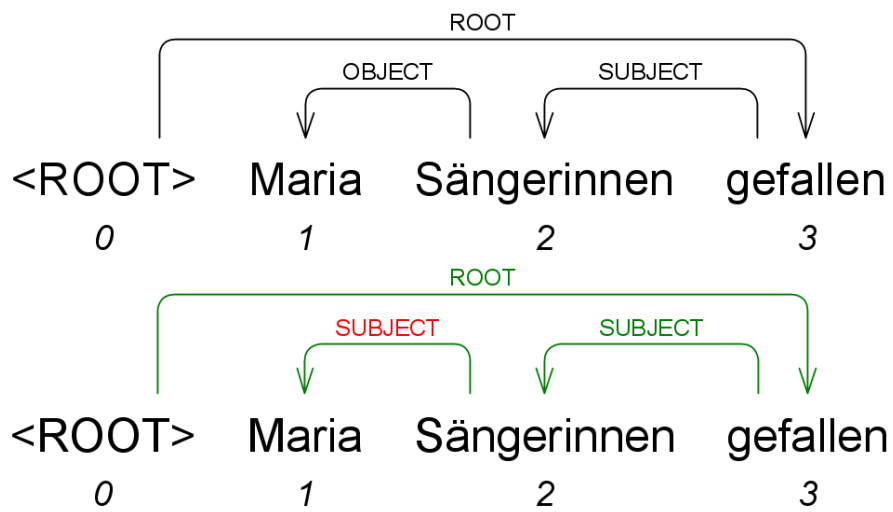 ROOT
OBJECT SUBJECT
<ROOT> Maria Sängerinnen gefallen
0 1 2 3
ROOT
SUBJECT SUBJECT
<ROOT> Maria Sängerinnen gefallen
0 1 2 3